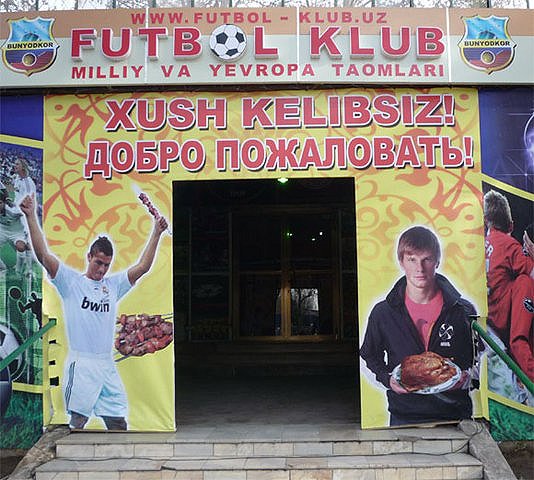 WWW.FUTBOL - KLUB.UZ
BUNYODKOR
FUTBOL KLUB
BUNYODKOR
MILLIY VA YEVROPA TAOMLARI
XUSH KELIBSIZ!
ДОБРО ПОЖАЛОВАТЬ!
bwin